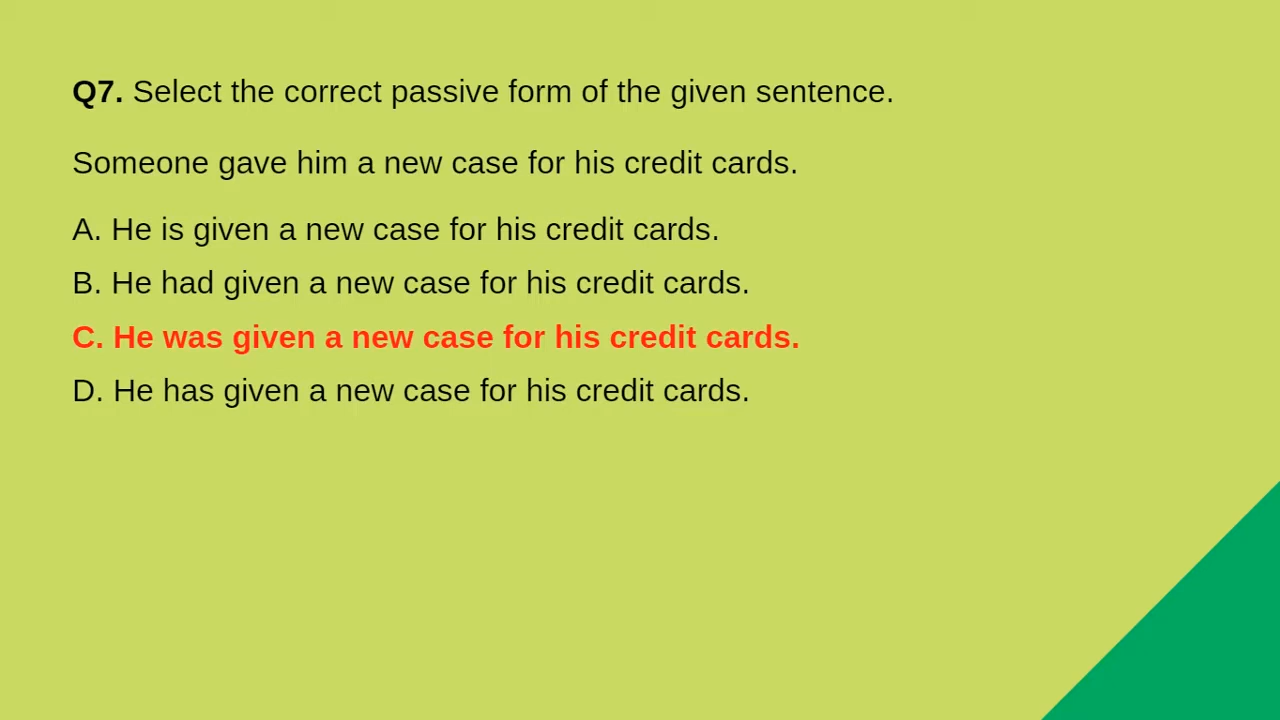 Q7. Select the correct passive form of the given sentence.
Someone gave him a new case for his credit cards.
A. He is given a new case for his credit cards.
B. He had given a new case for his credit cards.
C. He was given a new case for his credit cards.
D. He has given a new case for his credit cards.